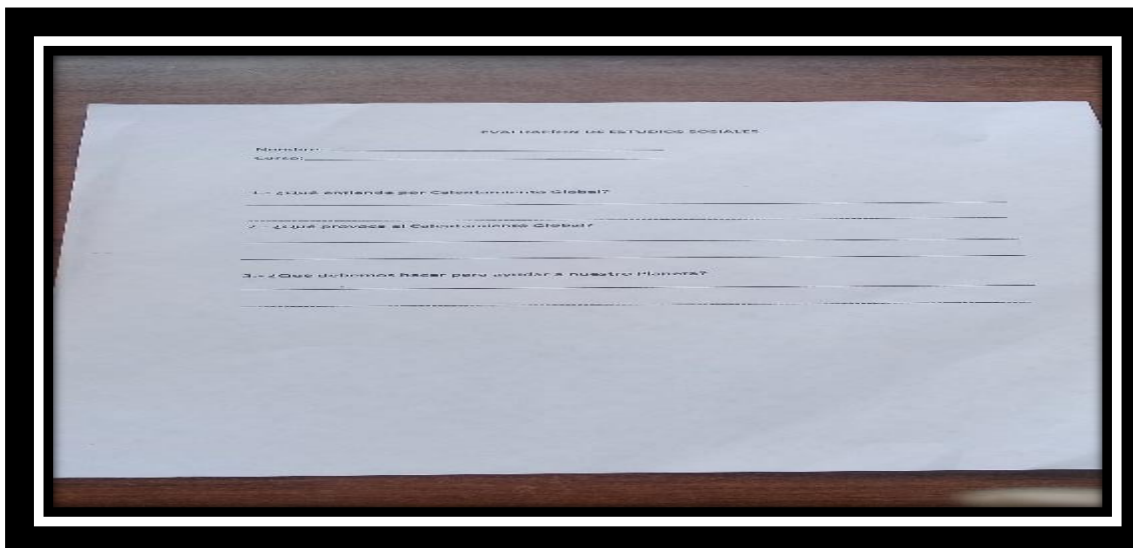 EVALUACIÓN DE ESTUDIOS SOCIALES
Nombre:
Curso:
1.- ¿Qué entiende por Calentamiento Global?
2.- ¿Qué provoca el Calentamiento Global?
3.- ¿Que debemos hacer para ayudar a nuestro Planeta?